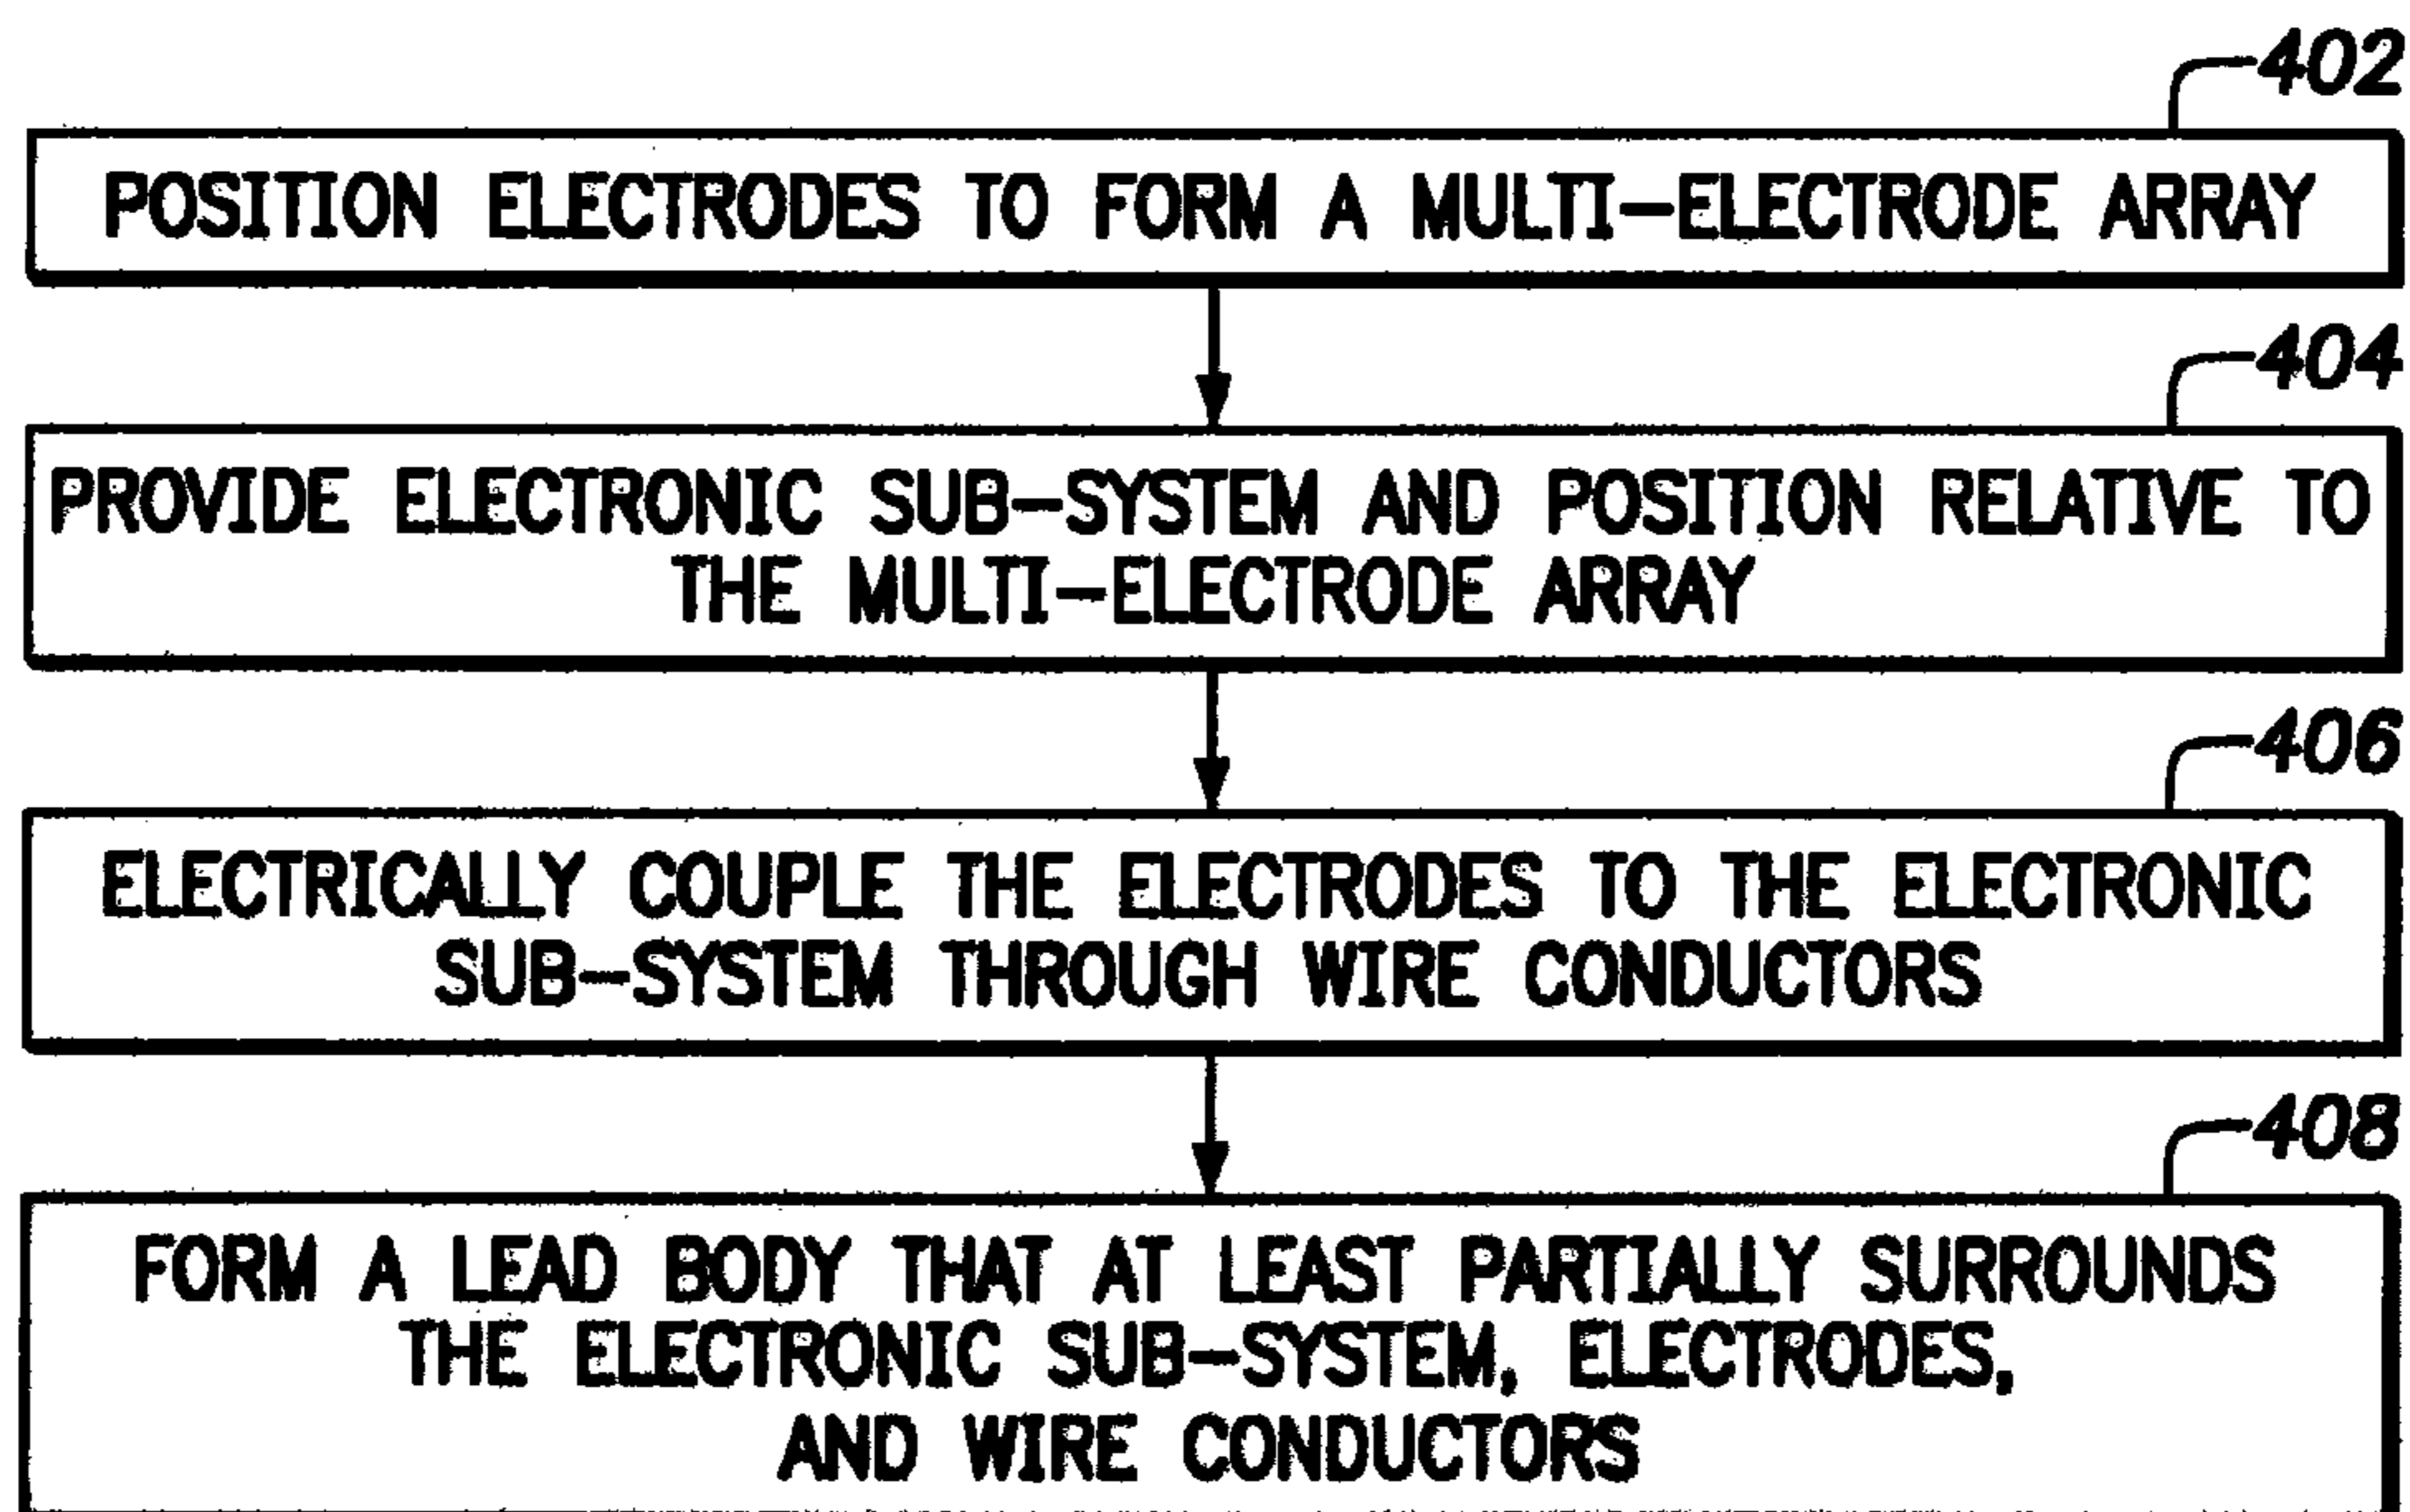 402
POSITION ELECTRODES TO FORM A MULTI-ELECTRODE ARRAY
404
PROVIDE ELECTRONIC SUB-SYSTEM AND POSITION RELATIVE TO
THE MULTI-ELECTRODE ARRAY
406
ELECTRICALLY COUPLE THE ELECTRODES TO THE ELECTRONIC
SUB-SYSTEM THROUGH WIRE CONDUCTORS
408
FORM A LEAD BODY THAT AT LEAST PARTIALLY SURROUNDS
THE ELECTRONIC SUB-SYSTEM, ELECTRODES,
AND WIRE CONDUCTORS